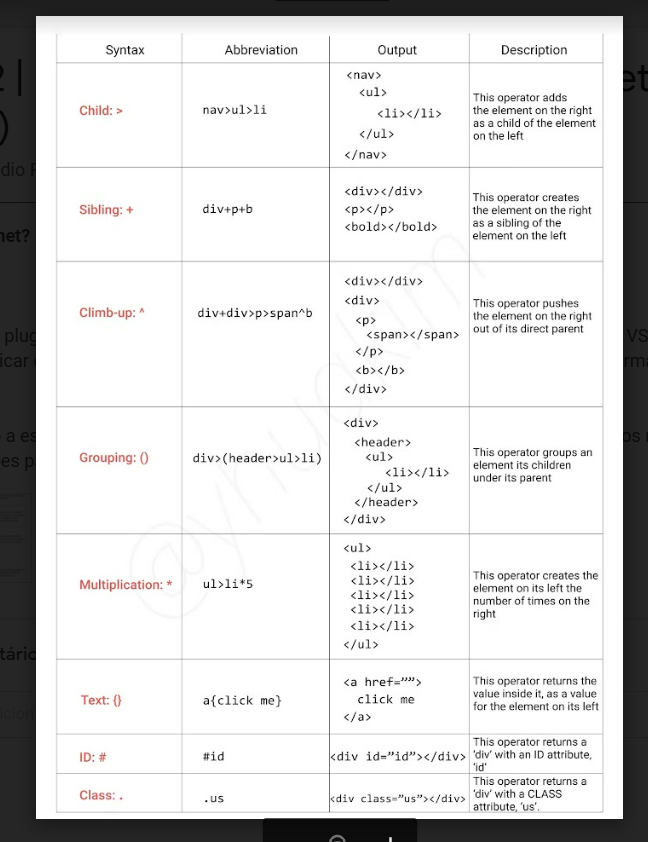 Syntax Abbreviation Output Description
Child: > nav>ul>li
<nav>
<ul>
<li></li>
</ul>
</nav>
This operator adds
the element on the right
as a child of the element
on the left
Sibling: + div+p+b
<div></div>
<p></p>
<bold></bold>
This operator creates
the element on the right
as a sibling of the
element on the left
Climb-up: ^ div+div>p>span^b
<div></div>
<div>
<p>
<span></span>
</p>
<b></b>
</div>
This operator pushes
the element on the right
out of its direct parent
Grouping: () div>(header>ul>li)
<div>
<header>
<ul>
<li></li>
</ul>
</header>
</div>
This operator groups an
element its children
under its parent
Multiplication: * ul>li*5
<ul>
<li></li>
<li></li>
<li></li>
<li></li>
<li></li>
</ul>
This operator creates the
element on its left the
number of times on the
right
Text: {} a{click me}
<a href=””>
click me
</a>
This operator returns the
value inside it, as a value
for the element on its left
ID: # #id <div id=”id”></div>
This operator returns a
'div' with an ID attribute,
'id'
Class: . .us <div class=”us”></div>
This operator returns a
'div' with a CLASS
attribute, 'us'.